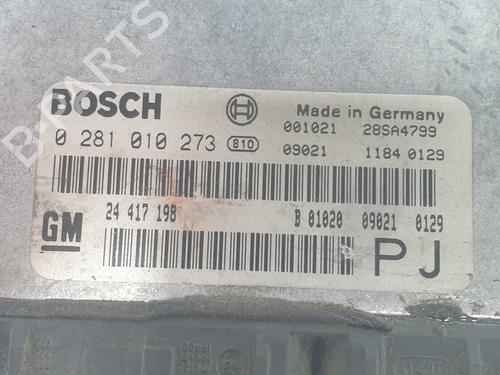 B-PARTS
BOSCH
Made in Germany
001021 28SA4799
0 281 010 273 810
09021 1184 0129
24 417 198 B 01020 09021 0129
GM
PJ